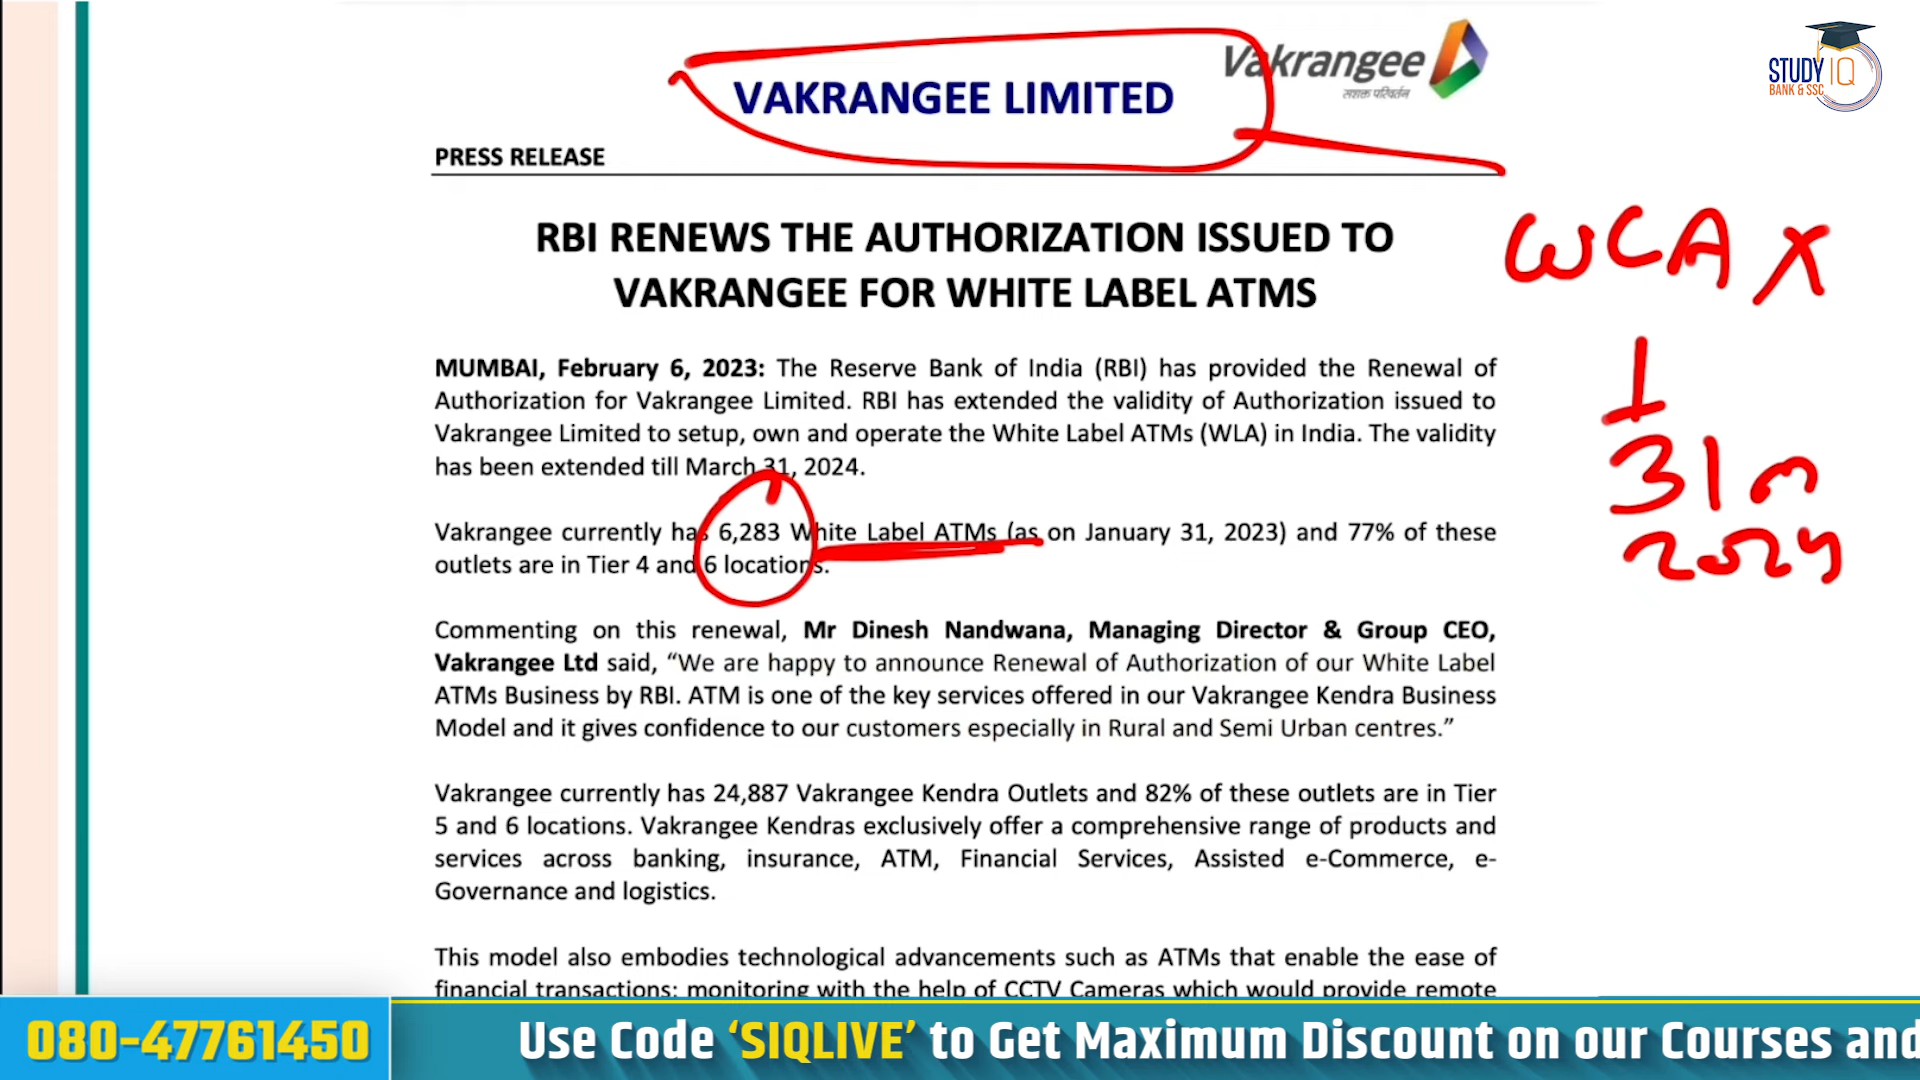 Vakrangee
सशक्त परिवर्तन
STUDY IQ
BANK & SSC
VAKRANGEE LIMITED
PRESS RELEASE
RBI RENEWS THE AUTHORIZATION ISSUED TO
VAKRANGEE FOR WHITE LABEL ATMS
MUMBAI, February 6, 2023: The Reserve Bank of India (RBI) has provided the Renewal of
Authorization for Vakrangee Limited. RBI has extended the validity of Authorization issued to
Vakrangee Limited to setup, own and operate the White Label ATMs (WLA) in India. The validity
has been extended till March 31, 2024.
Vakrangee currently has 6,283 White Label ATMs (as on January 31, 2023) and 77% of these
outlets are in Tier 4 and 6 locations.
Commenting on this renewal, Mr Dinesh Nandwana, Managing Director & Group CEO,
Vakrangee Ltd said, “We are happy to announce Renewal of Authorization of our White Label
ATMs Business by RBI. ATM is one of the key services offered in our Vakrangee Kendra Business
Model and it gives confidence to our customers especially in Rural and Semi Urban centres.”
Vakrangee currently has 24,887 Vakrangee Kendra Outlets and 82% of these outlets are in Tier
5 and 6 locations. Vakrangee Kendras exclusively offer a comprehensive range of products and
services across banking, insurance, ATM, Financial Services, Assisted e-Commerce, e-
Governance and logistics.
This model also embodies technological advancements such as ATMs that enable the ease of
financial transactions; monitoring with the help of CCTV Cameras which would provide remote
WLA X
1
31 m
2024
080-47761450
Use Code ‘SIQLIVE’ to Get Maximum Discount on our Courses and